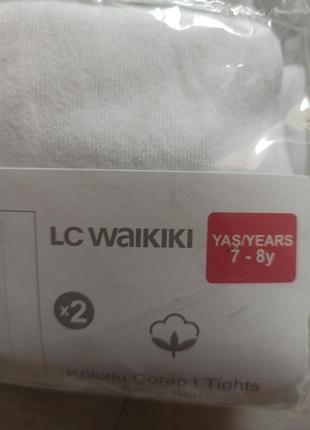 LC WAIKIKI
YAŞ/YEARS
7 - 8y
x2
Külotlu Çorap \ Tights